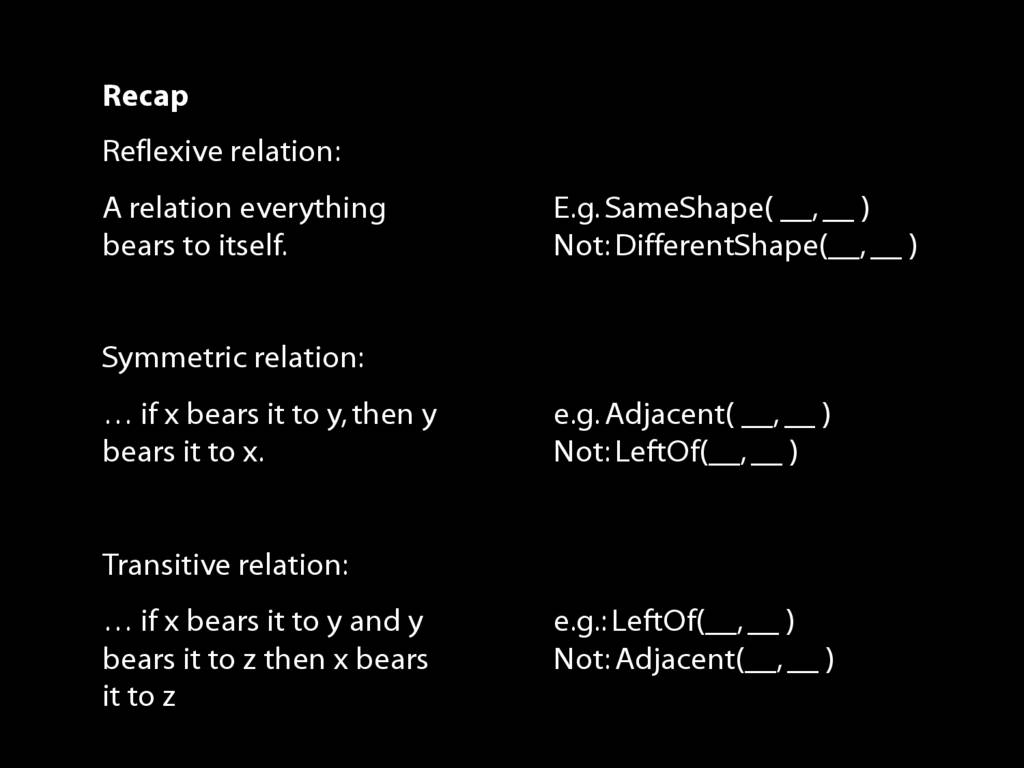 Recap
Reflexive relation:
A relation everything
bears to itself.
E.g. SameShape( __, __ )
Not: DifferentShape(__, __ )
Symmetric relation:
… if x bears it to y, then y
bears it to x.
e.g. Adjacent( __, __ )
Not: LeftOf(__, __ )
Transitive relation:
… if x bears it to y and y
bears it to z then x bears
it to z
e.g.: LeftOf(__, __ )
Not: Adjacent(__, __ )